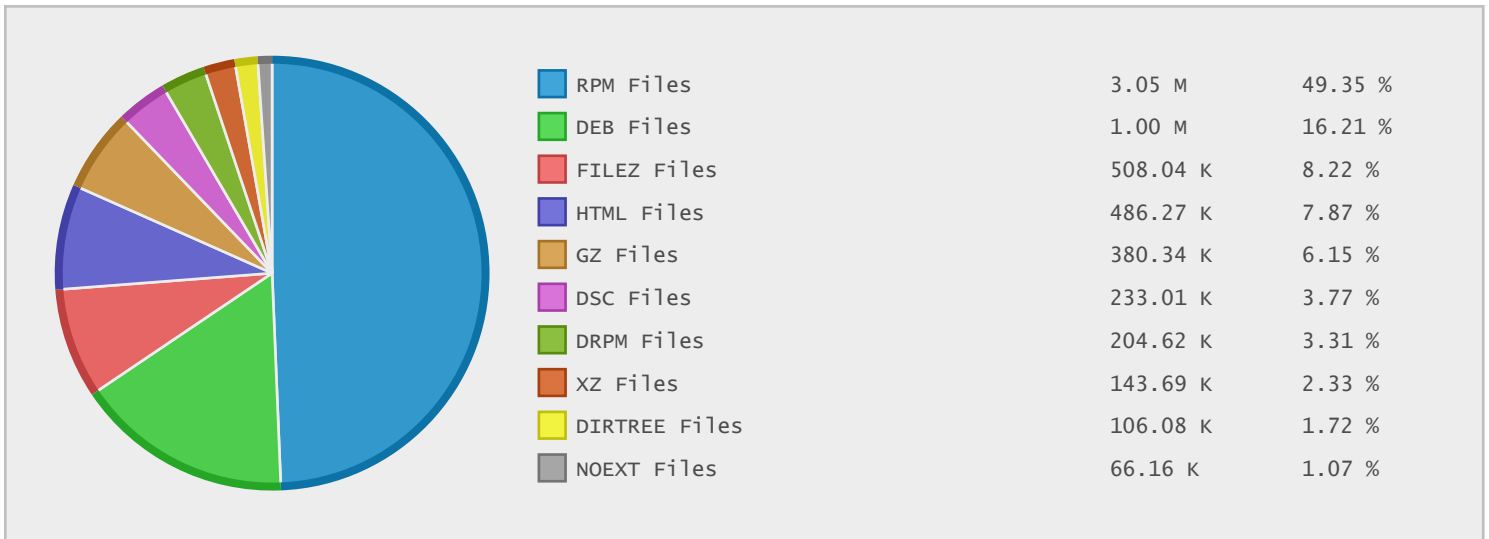 RPM Files 3.05 M 49.35 %
DEB Files 1.00 M 16.21 %
FILEZ Files 508.04 K 8.22 %
HTML Files 486.27 K 7.87 %
GZ Files 380.34 K 6.15 %
DSC Files 233.01 K 3.77 %
DRPM Files 204.62 K 3.31 %
XZ Files 143.69 K 2.33 %
DIRTREE Files 106.08 K 1.72 %
NOEXT Files 66.16 K 1.07 %